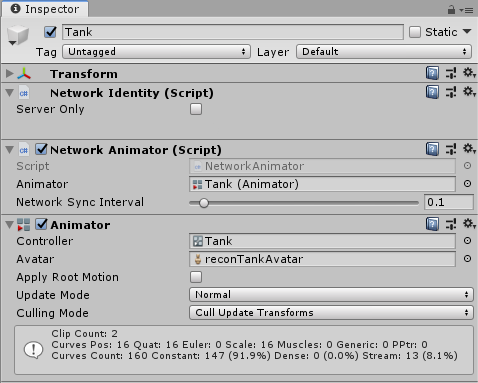 Inspector
Tank
Static
Tag Untagged Layer Default
Transform
Network Identity (Script)
Server Only
Network Animator (Script)
Script NetworkAnimator
Animator Tank (Animator)
Network Sync Interval 0.1
Animator
Controller Tank
Avatar reconTankAvatar
Apply Root Motion
Update Mode Normal
Culling Mode Cull Update Transforms
Clip Count: 2
Curves Pos: 16 Quat: 16 Euler: 0 Scale: 16 Muscles: 0 Generic: 0 PPtr: 0
Curves Count: 160 Constant: 147 (91.9%) Dense: 0 (0.0%) Stream: 13 (8.1%)